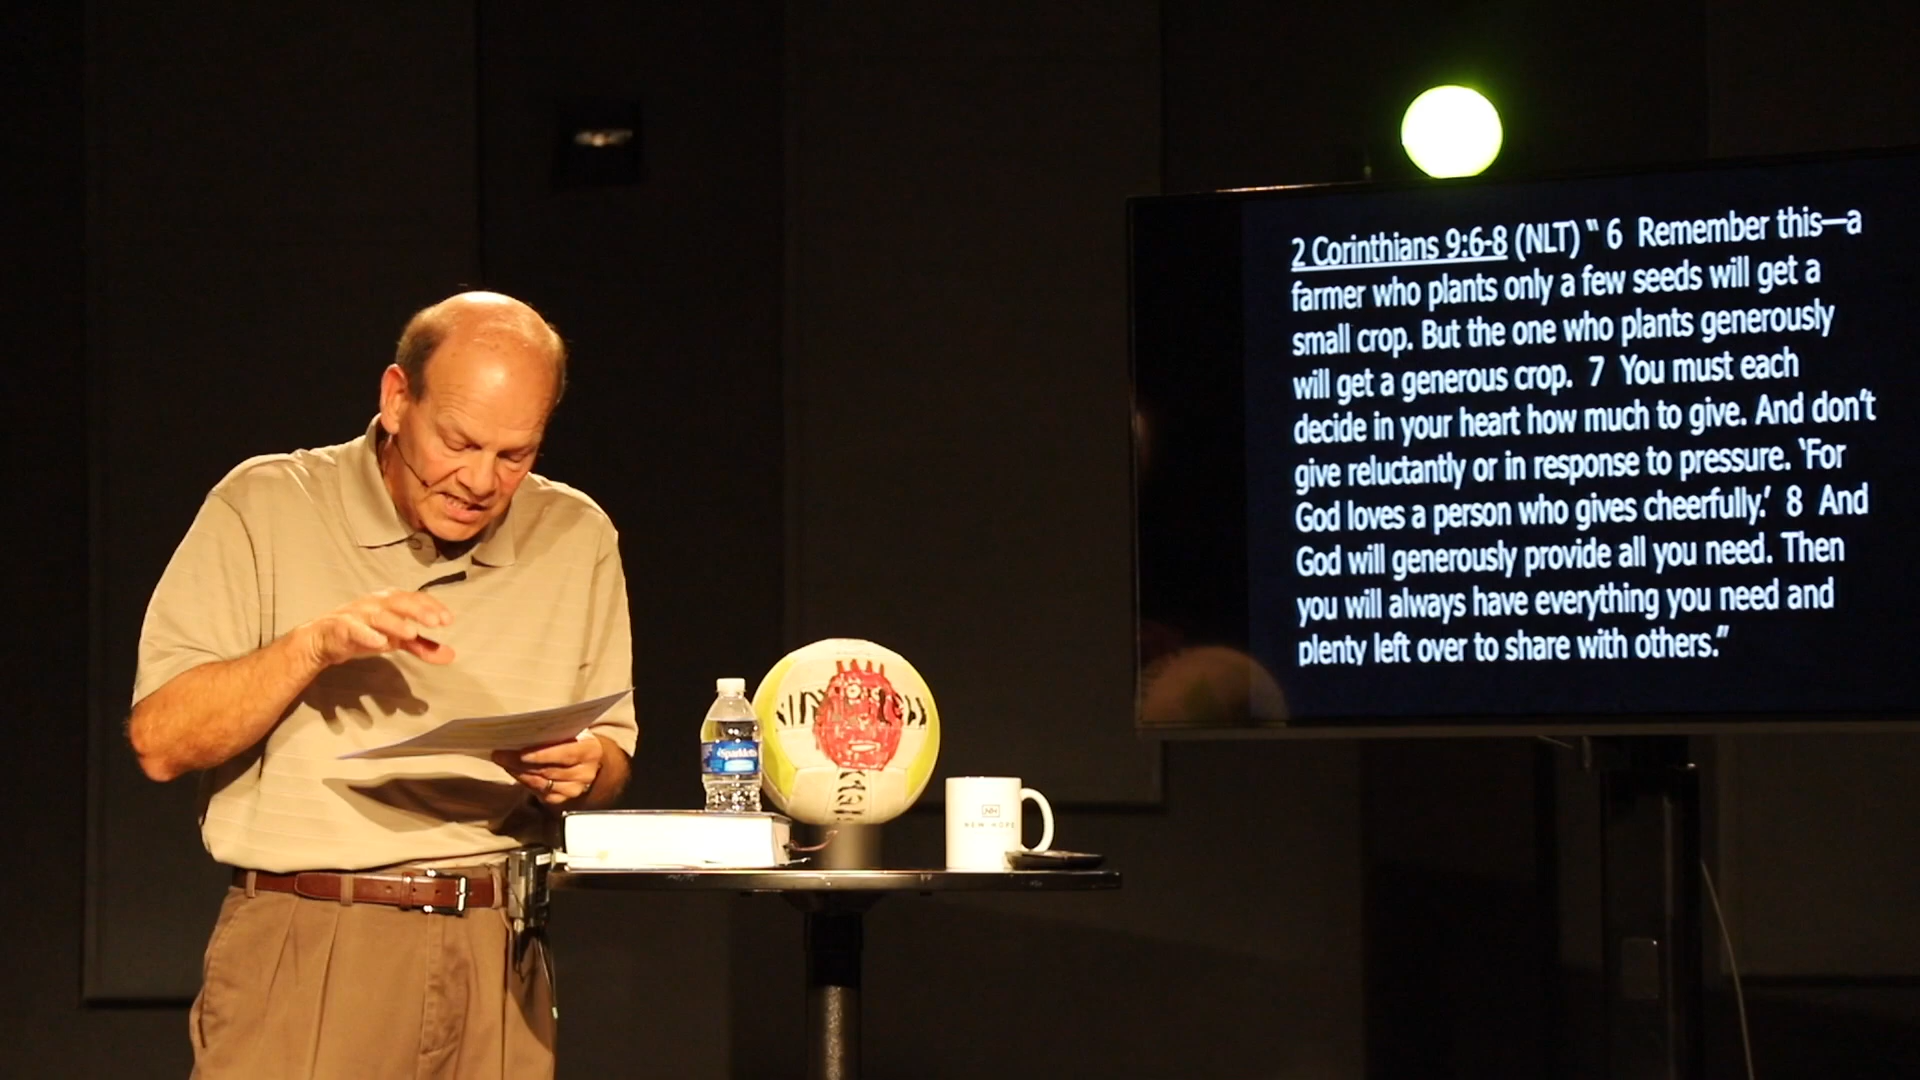 2 Corinthians 9:6-8 (NLT) “ 6 Remember this—a
farmer who plants only a few seeds will get a
small crop. But the one who plants generously
will get a generous crop. 7 You must each
decide in your heart how much to give. And don’t
give reluctantly or in response to pressure. ‘For
God loves a person who gives cheerfully.’ 8 And
God will generously provide all you need. Then
you will always have everything you need and
plenty left over to share with others.”
Sparkletts
NH
NEW HOPE